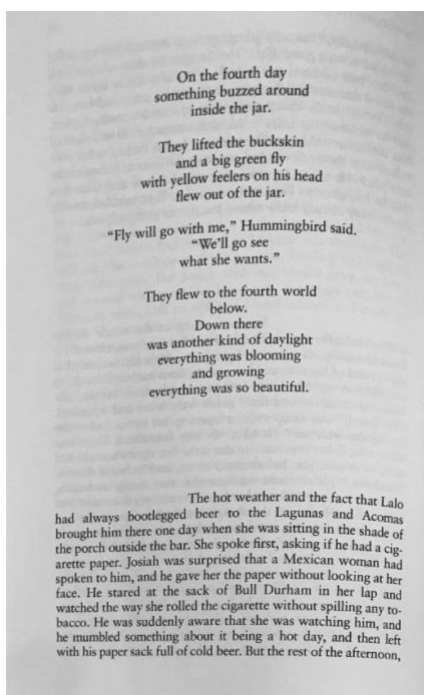 On the fourth day
something buzzed around
inside the jar.
They lifted the buckskin
and a big green fly
with yellow feelers on his head
flew out of the jar.
“Fly will go with me,” Hummingbird said.
“We’ll go see
what she wants.”
They flew to the fourth world
below.
Down there
was another kind of daylight
everything was blooming
and growing
everything was so beautiful.
The hot weather and the fact that Lalo
had always bootlegged beer to the Lagunas and Acomas
brought him there one day when she was sitting in the shade of
the porch outside the bar. She spoke first, asking if he had a cig-
arette paper. Josiah was surprised that a Mexican woman had
spoken to him, and he gave her the paper without looking at her
face. He stared at the sack of Bull Durham in her lap and
watched the way she rolled the cigarette without spilling any to-
bacco. He was suddenly aware that she was watching him, and
he mumbled something about it being a hot day, and then left
with his paper sack full of cold beer. But the rest of the afternoon,